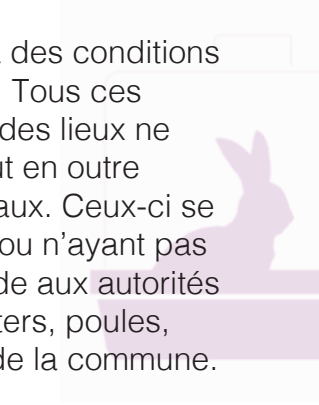 des conditions
Tous ces
des lieux ne
en outre
aux. Ceux-ci se
ou n'ayant pas
de aux autorités
ters, poules,
de la commune.